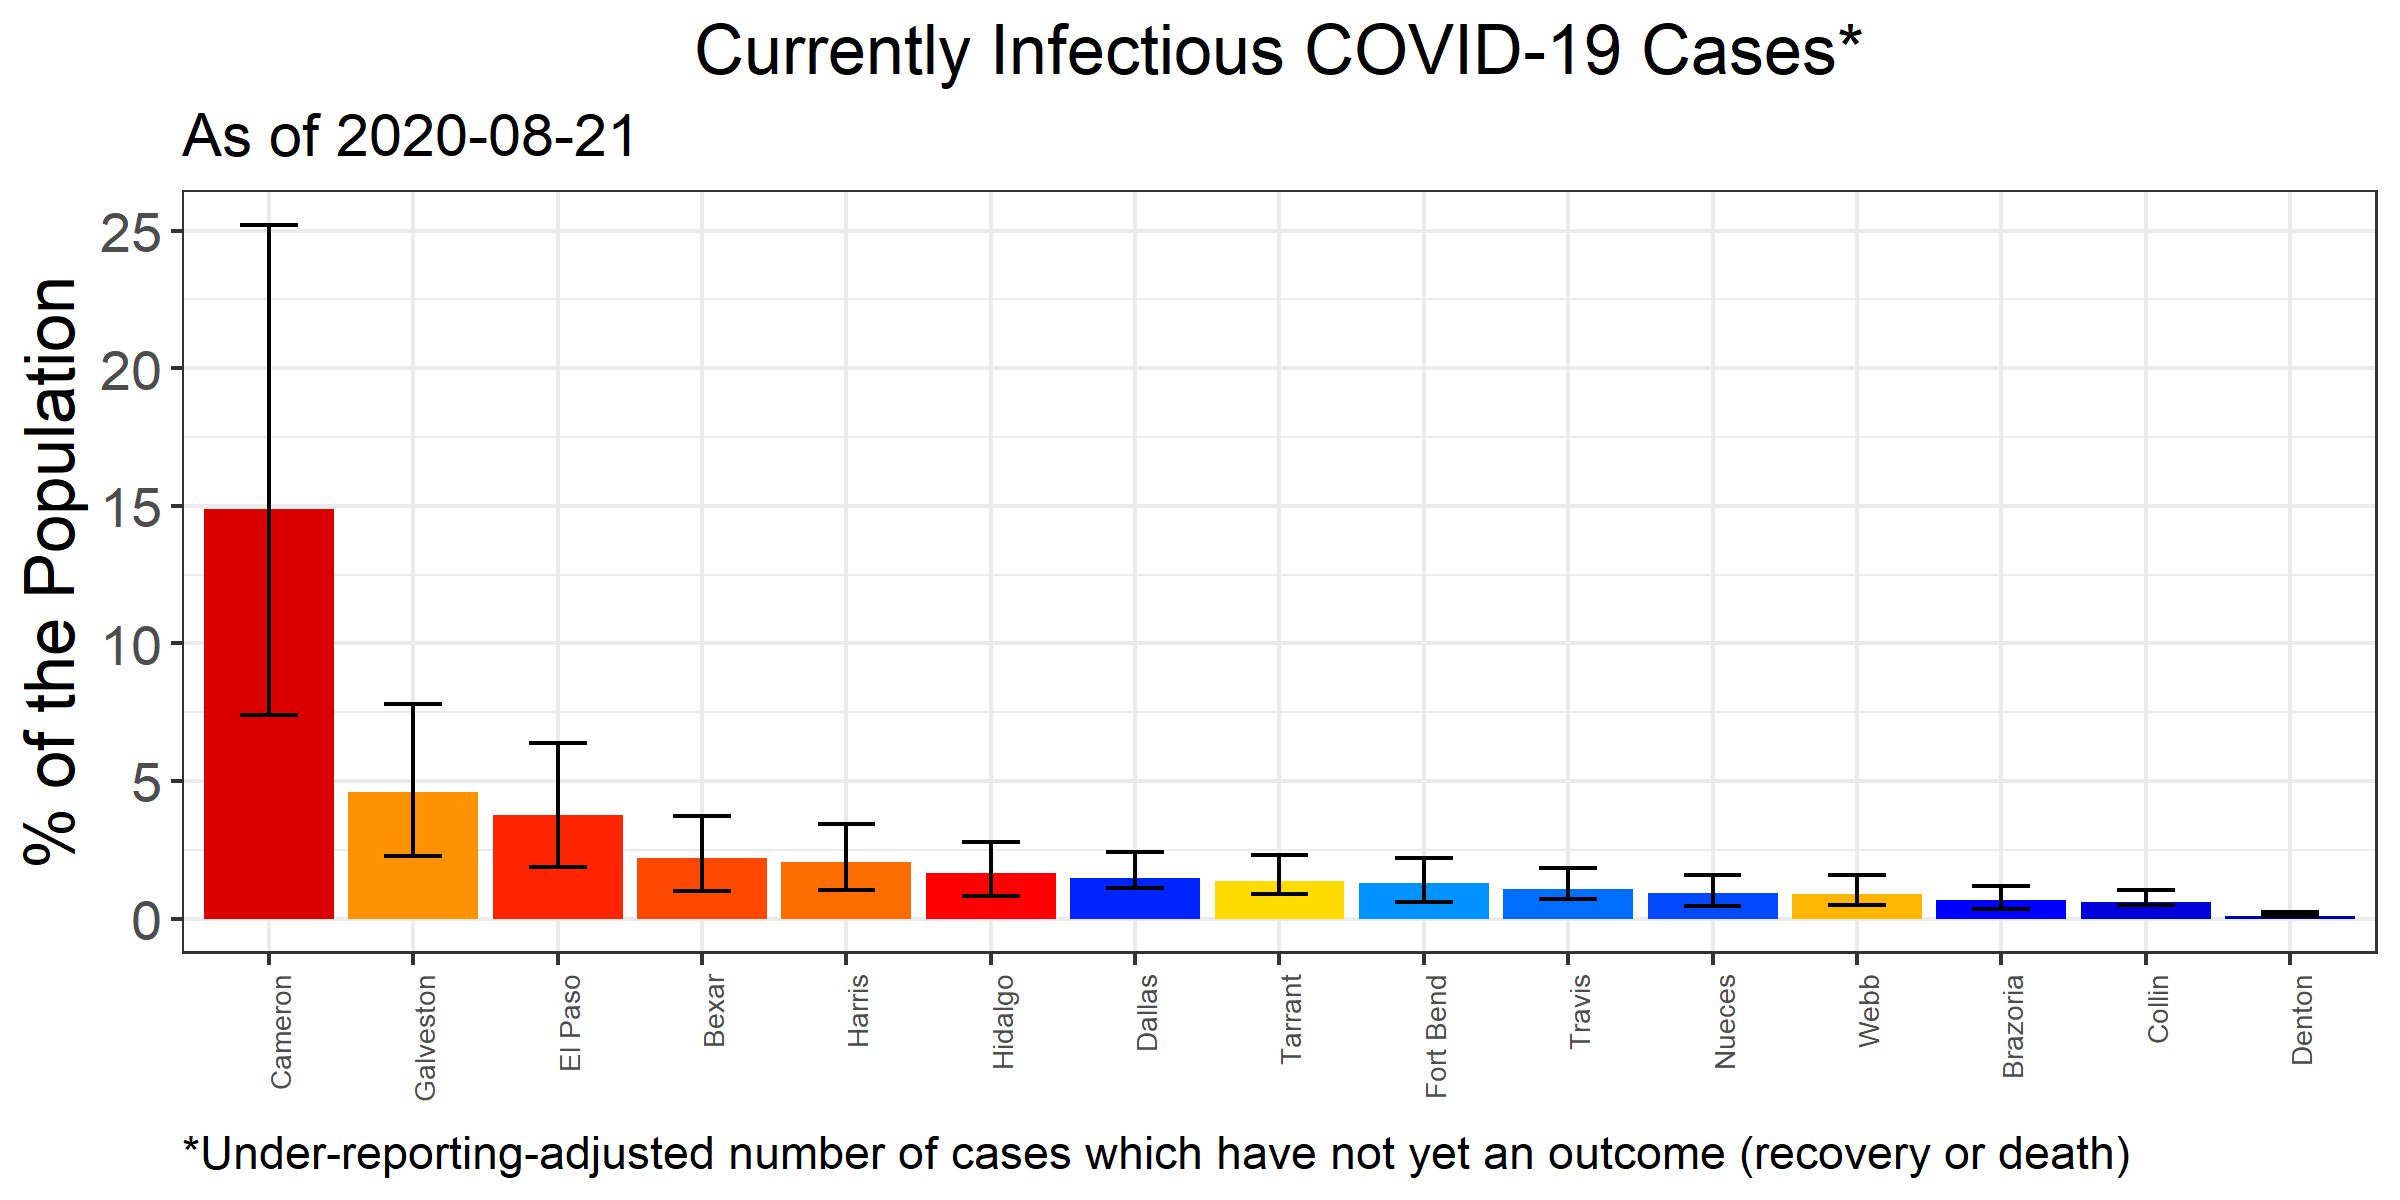 Currently Infectious COVID-19 Cases*
As of 2020-08-21
% of the Population
25
20
15
10
5
0
Cameron
Galveston
El Paso
Bexar
Harris
Hidalgo
Dallas
Tarrant
Fort Bend
Travis
Nueces
Webb
Brazoria
Collin
Denton
*Under-reporting-adjusted number of cases which have not yet an outcome (recovery or death)